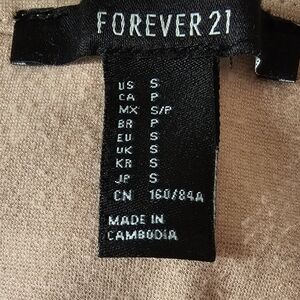 FOREVER 21
US S
CA P
MX S/P
BR P
EU S
UK S
KR S
JP S
CN 160/84A
MADE IN
CAMBODIA